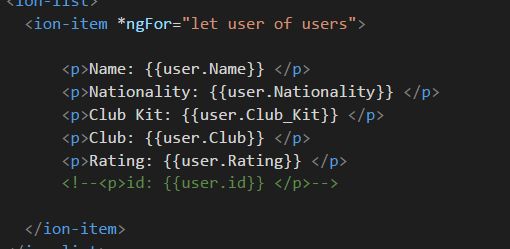 <ion-list>
<ion-item *ngFor="let user of users">
<p>Name: {{user.Name}} </p>
<p>Nationality: {{user.Nationality}} </p>
<p>Club Kit: {{user.Club_Kit}} </p>
<p>Club: {{user.Club}} </p>
<p>Rating: {{user.Rating}} </p>
<!--<p>id: {{user.id}} </p>-->
</ion-item>
</ion-list>